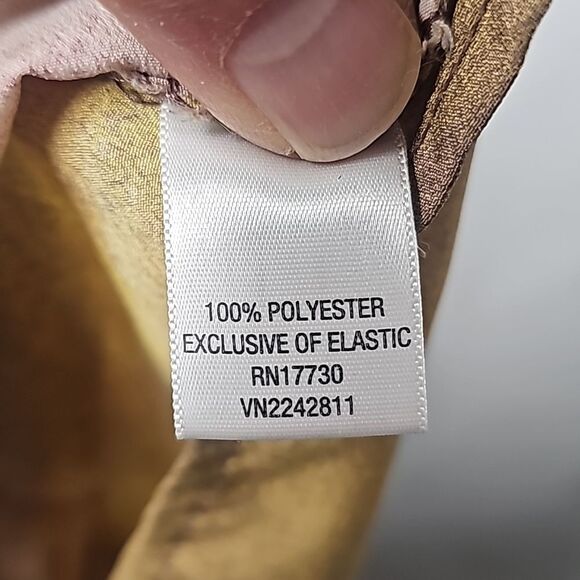 100% POLYESTER
EXCLUSIVE OF ELASTIC
RN17730
VN2242811